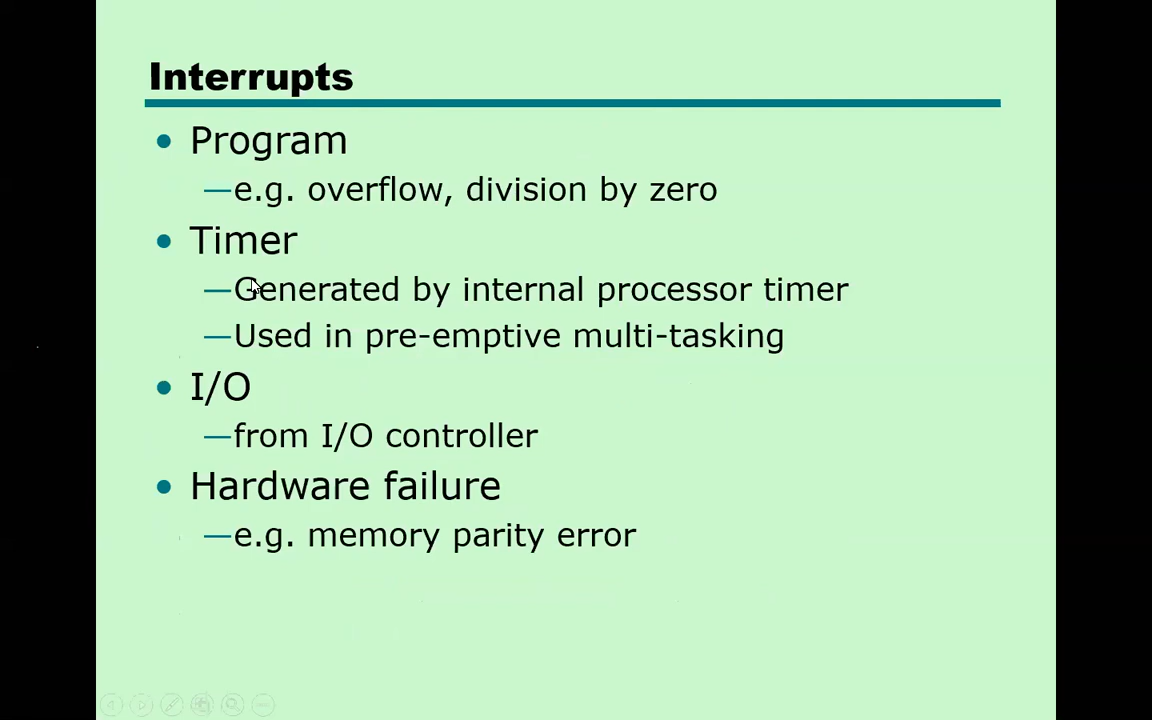 Interrupts
• Program
—e.g. overflow, division by zero
• Timer
—Generated by internal processor timer
—Used in pre-emptive multi-tasking
• I/O
—from I/O controller
• Hardware failure
—e.g. memory parity error